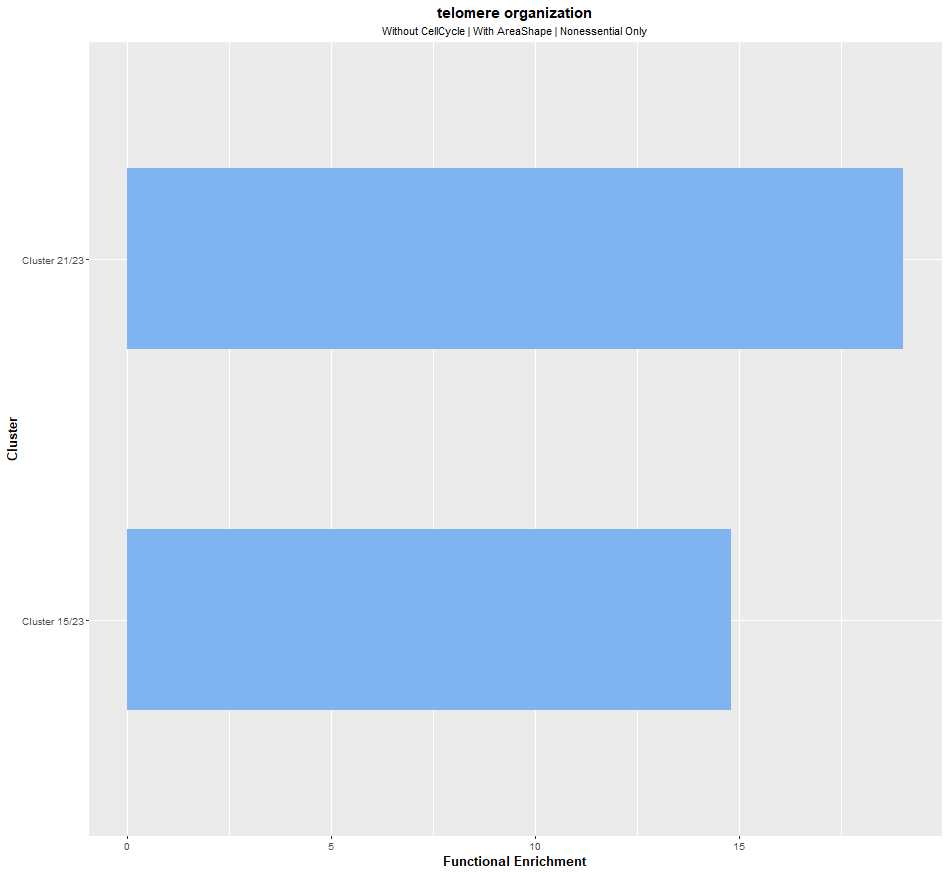 telomere organization
Without CellCycle | With AreaShape | Nonessential Only
Cluster
Cluster 21/23
Cluster 15/23
0 5 10 15
Functional Enrichment